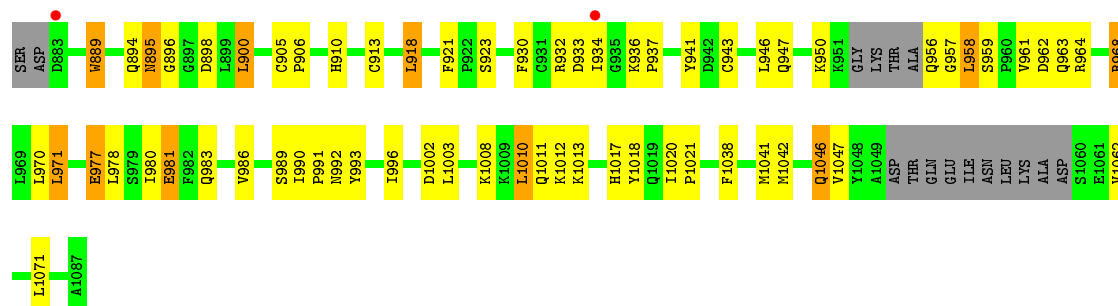 SER ASP D883 W889 Q894 N895 G896 G897 D898 L899 L900 C905 P906 H910 C913 L918 F921 P922 S923 F930 C931 R932 D933 I934 G935 K936 P937 Y941 D942 C943 L946 Q947 K950 K951 GLY LYS THR ALA Q956 G957 L958 S959 P960 V961 D962 Q963 R964
L969 L970 L971 E977 L978 S979 I980 E981 F982 Q983 V986 S989 I990 P991 N992 Y993 I996 D1002 L1003 K1008 K1009 L1010 Q1011 K1012 K1013 H1017 Y1018 Q1019 I1020 P1021 F1038 M1041 M1042 Q1046 V1047 Y1048 A1049 ASP THR GLN GLU ILE ASN LEU LYS ALA ASP S1060 E1061
L1071 A1087